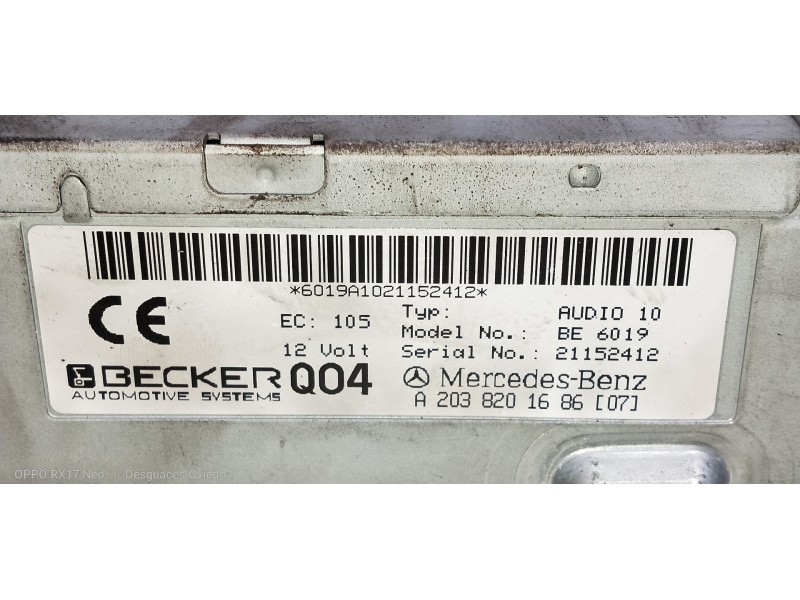 *6019A1021152412*
CE
EC: 105
12 Volt
Typ: AUDIO 10
Model No.: BE 6019
Serial No.: 21152412
BECKER Q04
AUTOMOTIVE SYSTEMS
Mercedes-Benz
A 203 820 16 86 [07]
OPPO RX17 Neo Desguaces Oviedo